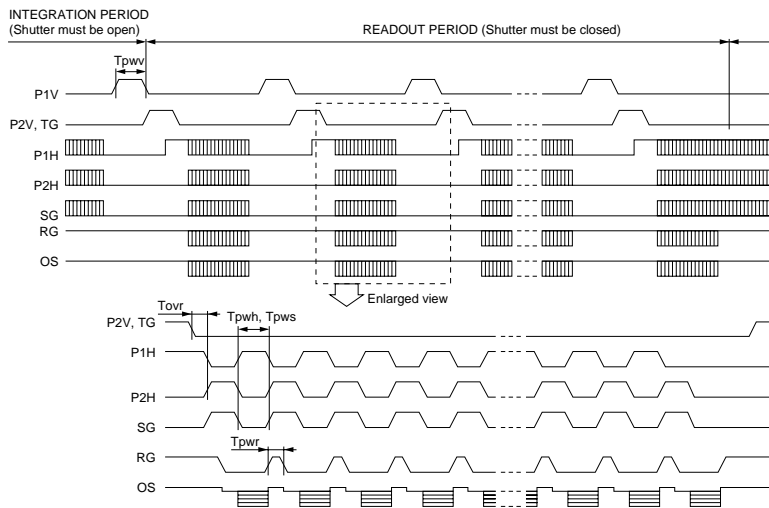 INTEGRATION PERIOD
(Shutter must be open)
READOUT PERIOD (Shutter must be closed)
Tpwv
P1V
P2V, TG
P1H
P2H
SG
RG
OS
Enlarged view
Tovr
Tpwh, Tpws
P2V, TG
P1H
P2H
SG
Tpwr
RG
OS